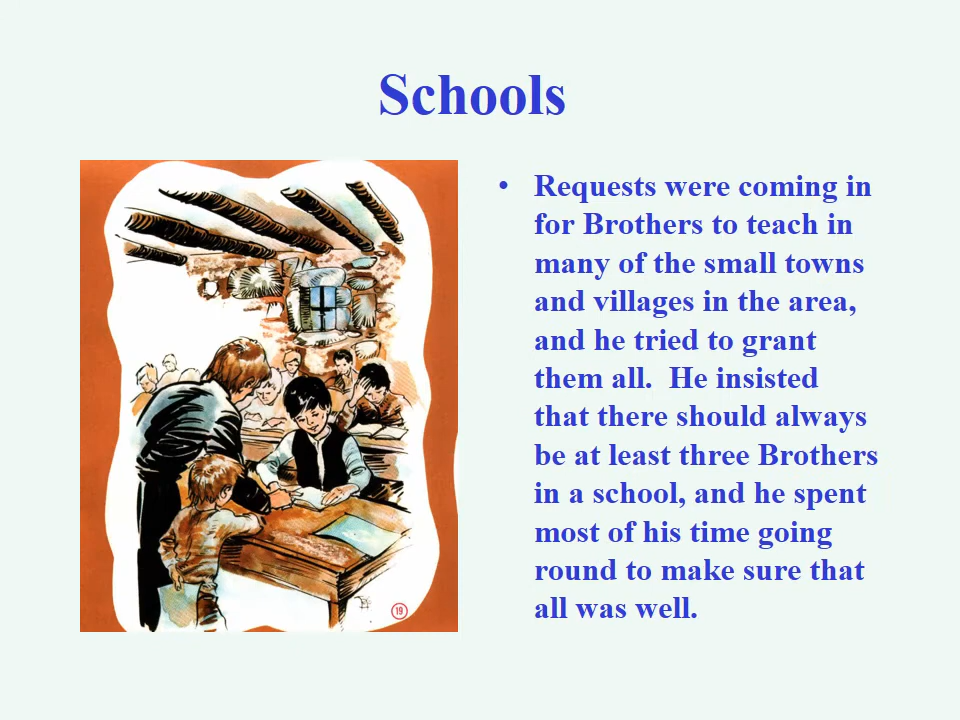 Schools
• Requests were coming in
for Brothers to teach in
many of the small towns
and villages in the area,
and he tried to grant
them all.  He insisted
that there should always
be at least three Brothers
in a school, and he spent
most of his time going
round to make sure that
all was well.
19